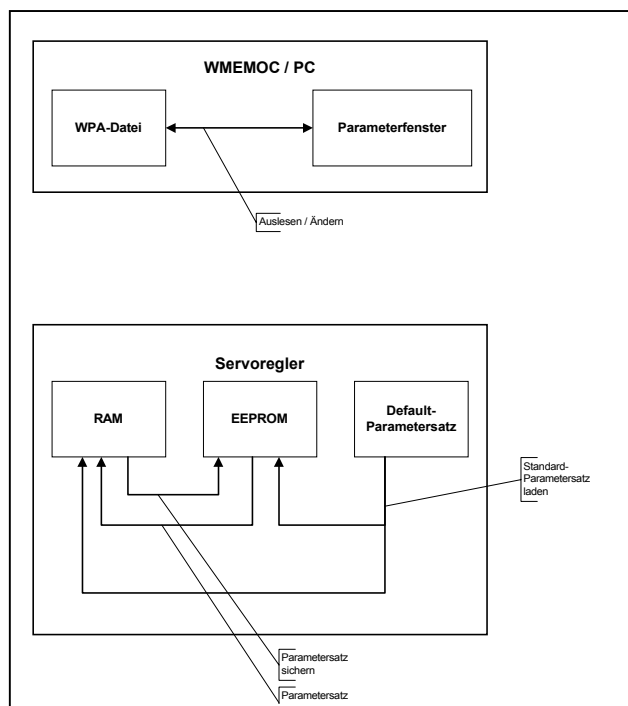 WMEMOC / PC
WPA-Datei
Parameterfenster
Auslesen / Ändern
Servoregler
RAM
EEPROM
Default-
Parametersatz
Standard-
Parametersatz
laden
Parametersatz
sichern
Parametersatz